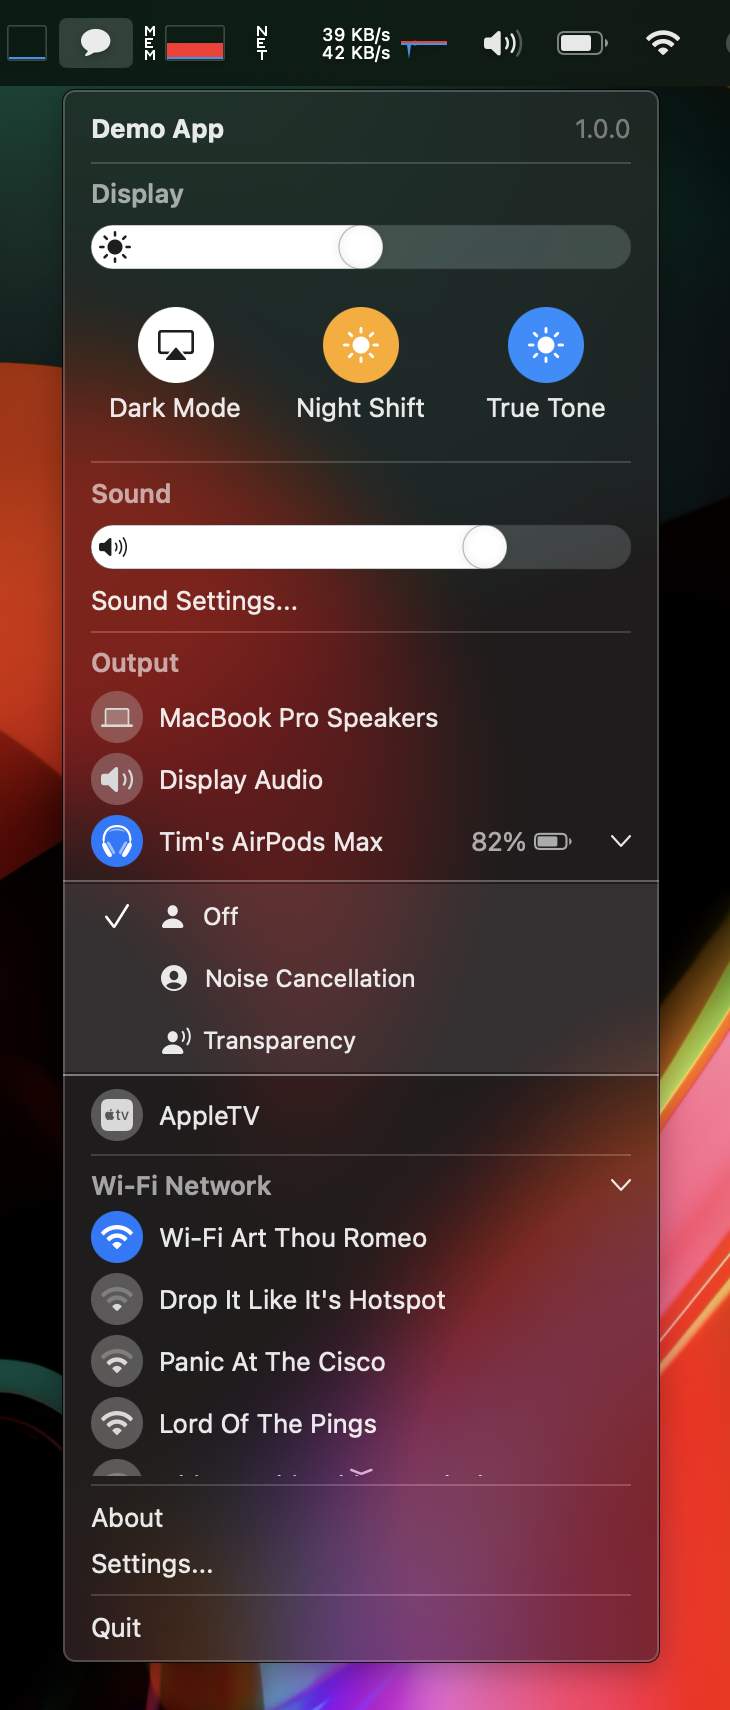 MEM
NET
39 KB/s
42 KB/s
Demo App 1.0.0
Display
Dark Mode Night Shift True Tone
Sound
Sound Settings...
Output
MacBook Pro Speakers
Display Audio
Tim's AirPods Max 82%
Off
Noise Cancellation
Transparency
tv AppleTV
Wi-Fi Network
Wi-Fi Art Thou Romeo
Drop It Like It's Hotspot
Panic At The Cisco
Lord Of The Pings
About
Settings...
Quit